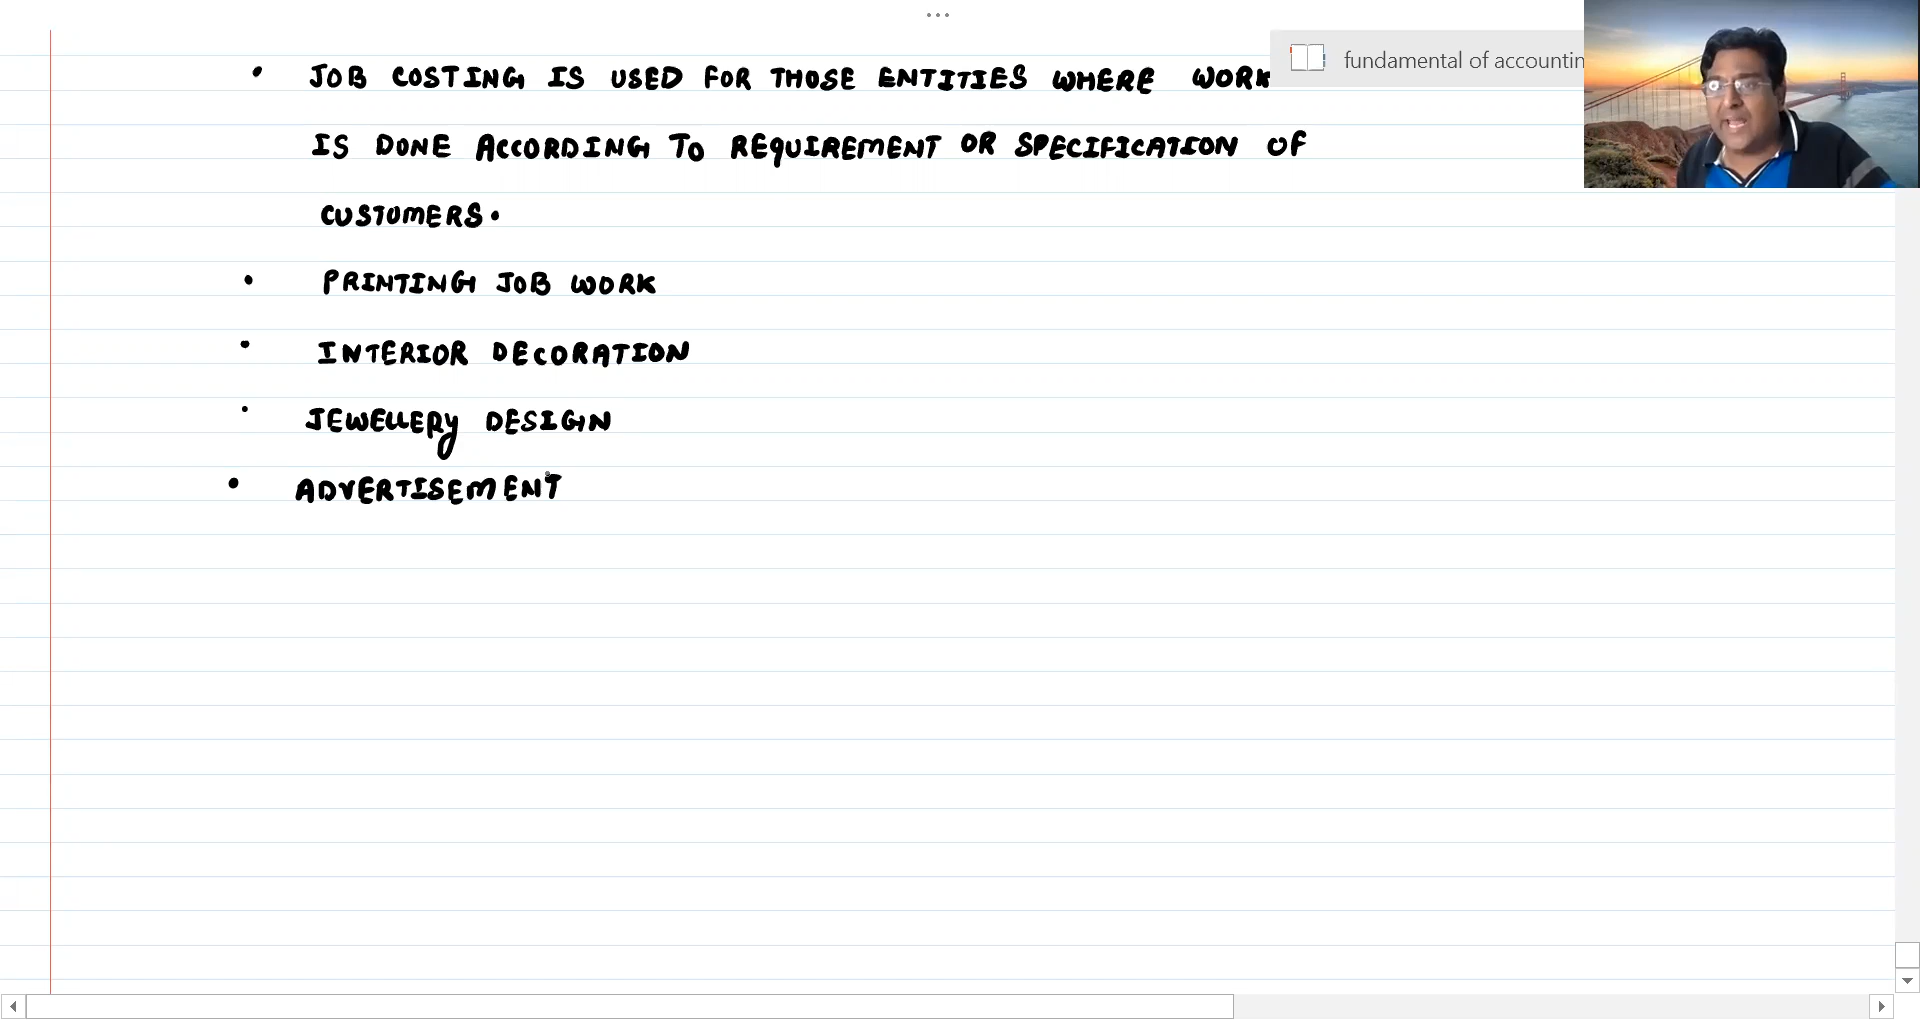 • JOB COSTING IS USED FOR THOSE ENTITIES WHERE WORK
fundamental of accountin
IS DONE ACCORDING TO REQUIREMENT OR SPECIFICATION OF
CUSTOMERS.
• PRINTING JOB WORK
• INTERIOR DECORATION
• JEWELLERY DESIGN
• ADVERTISEMENT